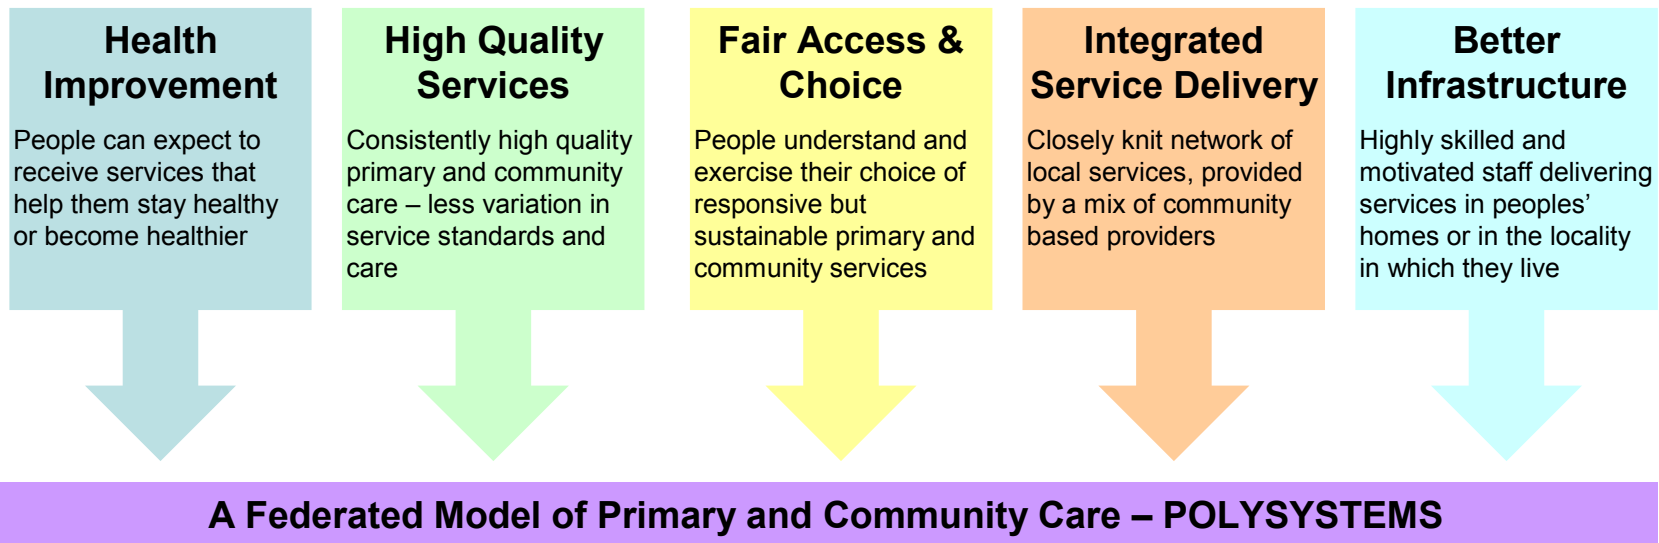 Health
Improvement
People can expect to
receive services that
help them stay healthy
or become healthier
High Quality
Services
Consistently high quality
primary and community
care – less variation in
service standards and
care
Fair Access &
Choice
People understand and
exercise their choice of
responsive but
sustainable primary and
community services
Integrated
Service Delivery
Closely knit network of
local services, provided
by a mix of community
based providers
Better
Infrastructure
Highly skilled and
motivated staff delivering
services in peoples’
homes or in the locality
in which they live
A Federated Model of Primary and Community Care – POLYSYSTEMS